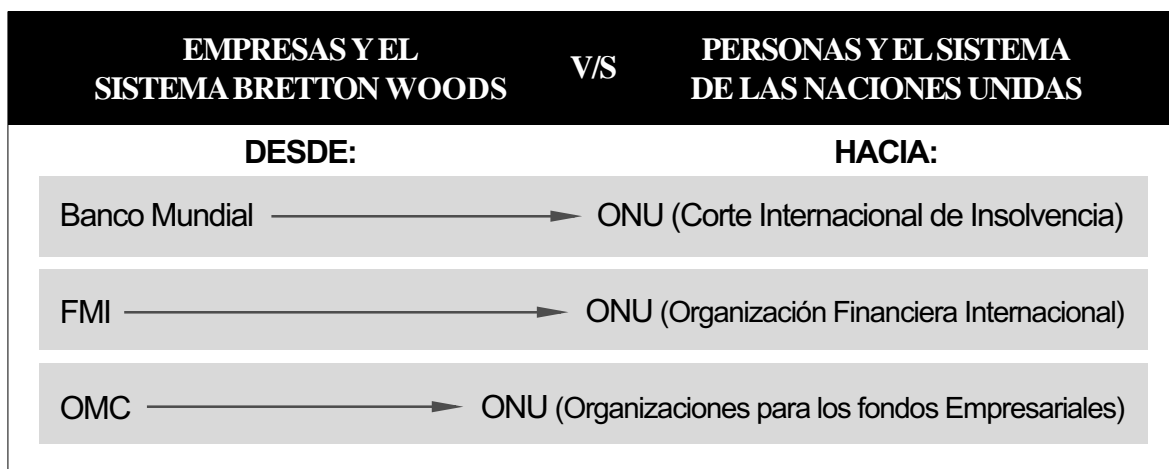 EMPRESAS Y EL
SISTEMA BRETTON WOODS
V/S
PERSONAS Y EL SISTEMA
DE LAS NACIONES UNIDAS
DESDE:
HACIA:
Banco Mundial
ONU (Corte Internacional de Insolvencia)
FMI
ONU (Organización Financiera Internacional)
OMC
ONU (Organizaciones para los fondos Empresariales)